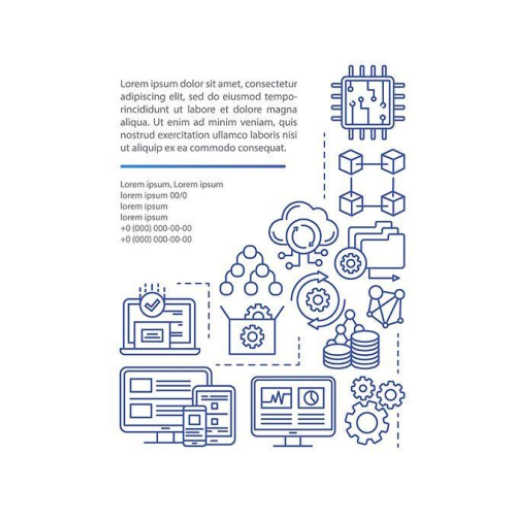 Lorem ipsum dolor sit amet, consectetur
adipiscing elit, sed do eiusmod tempo-
rincididunt ut labore et dolore magna
aliqua. Ut enim ad minim veniam, quis
nostrud exercitation ullamco laboris nisi
ut aliquip ex ea commodo consequat.
Lorem ipsum, Lorem ipsum
lorem ipsum 00/0
lorem ipsum
lorem ipsum
+0 (000) 000-00-00
+0 (000) 000-00-00